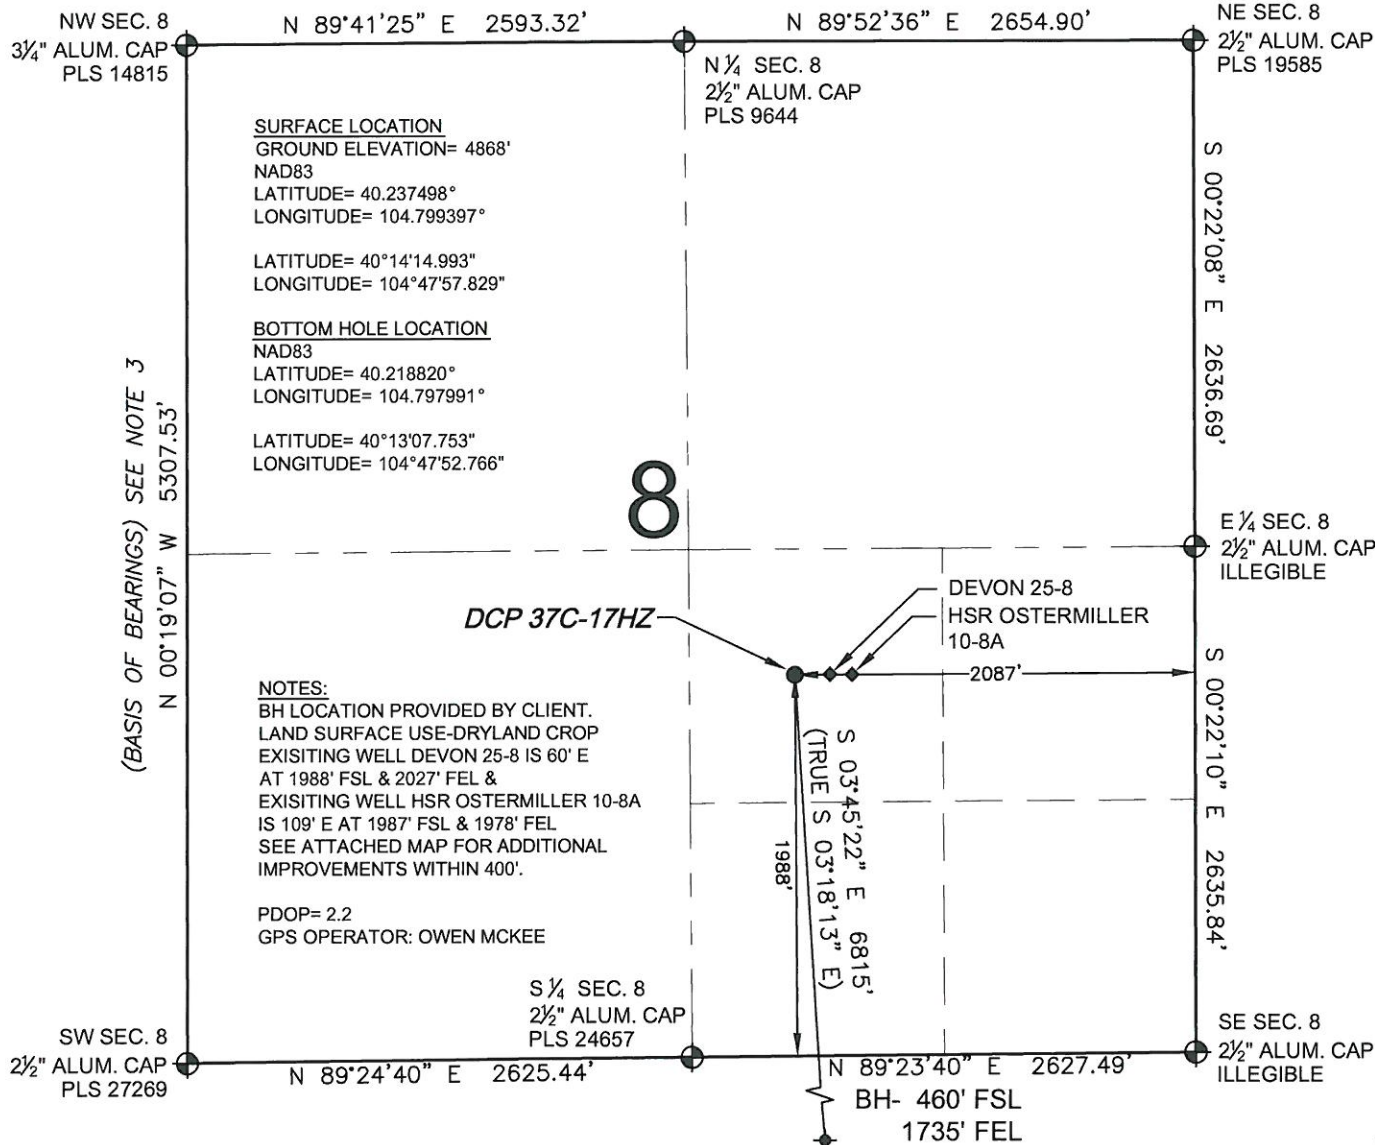 NW SEC. 8
3¼" ALUM. CAP
PLS 14815
N 89°41'25" E 2593.32'
N 89°52'36" E 2654.90'
NE SEC. 8
2½" ALUM. CAP
PLS 19585
N ¼ SEC. 8
2½" ALUM. CAP
PLS 9644
SURFACE LOCATION
GROUND ELEVATION= 4868'
NAD83
LATITUDE= 40.237498°
LONGITUDE= 104.799397°
LATITUDE= 40°14'14.993"
LONGITUDE= 104°47'57.829"
BOTTOM HOLE LOCATION
NAD83
LATITUDE= 40.218820°
LONGITUDE= 104.797991°
LATITUDE= 40°13'07.753"
LONGITUDE= 104°47'52.766"
S 00°22'08" E 2636.69'
(BASIS OF BEARINGS) SEE NOTE 3
N 00°19'07" W 5307.53'
8
E ¼ SEC. 8
2½" ALUM. CAP
ILLEGIBLE
DEVON 25-8
HSR OSTERMILLER
10-8A
DCP 37C-17HZ
2087'
NOTES:
BH LOCATION PROVIDED BY CLIENT.
LAND SURFACE USE-DRYLAND CROP
EXISITING WELL DEVON 25-8 IS 60' E
AT 1988' FSL & 2027' FEL &
EXISITING WELL HSR OSTERMILLER 10-8A
IS 109' E AT 1987' FSL & 1978' FEL
SEE ATTACHED MAP FOR ADDITIONAL
IMPROVEMENTS WITHIN 400'.
PDOP= 2.2
GPS OPERATOR: OWEN MCKEE
S 03°45'22" E 6815'
(TRUE S 03°18'13" E)
1988'
S 00°22'10" E 2635.84'
S ¼ SEC. 8
2½" ALUM. CAP
PLS 24657
SW SEC. 8
2½" ALUM. CAP
PLS 27269
N 89°24'40" E 2625.44'
N 89°23'40" E 2627.49'
SE SEC. 8
2½" ALUM. CAP
ILLEGIBLE
BH- 460' FSL
1735' FEL